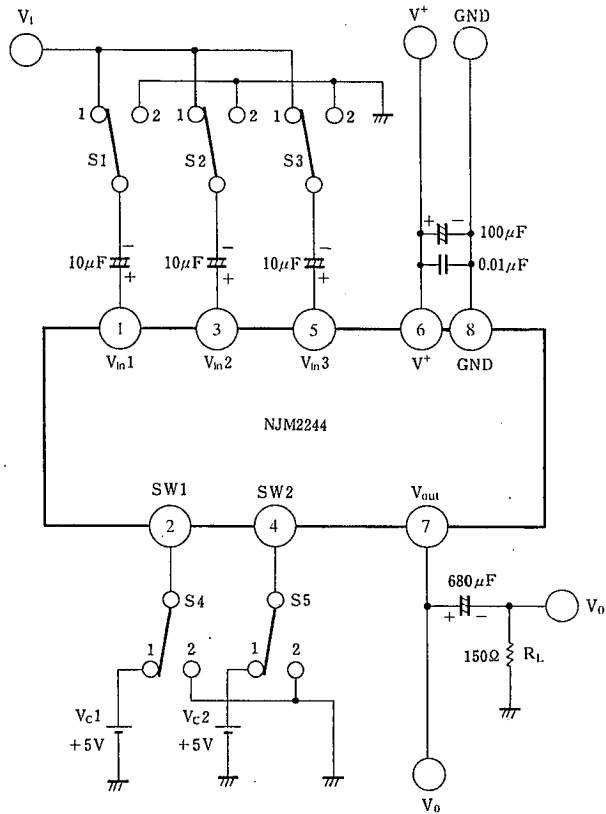 Vi V+ GND
1 2 1 2 1 2
S1 S2 S3
+ − 100μF
− − −
10μF 10μF 10μF 0.01μF
+ + +
1 3 5 6 8
Vin1 Vin2 Vin3 V+ GND
NJM2244
SW1 SW2 Vout
2 4 7
680μF
S4 S5 Vo
+ −
1 2 1 2
150Ω RL
VC1 VC2
+5V +5V
Vo